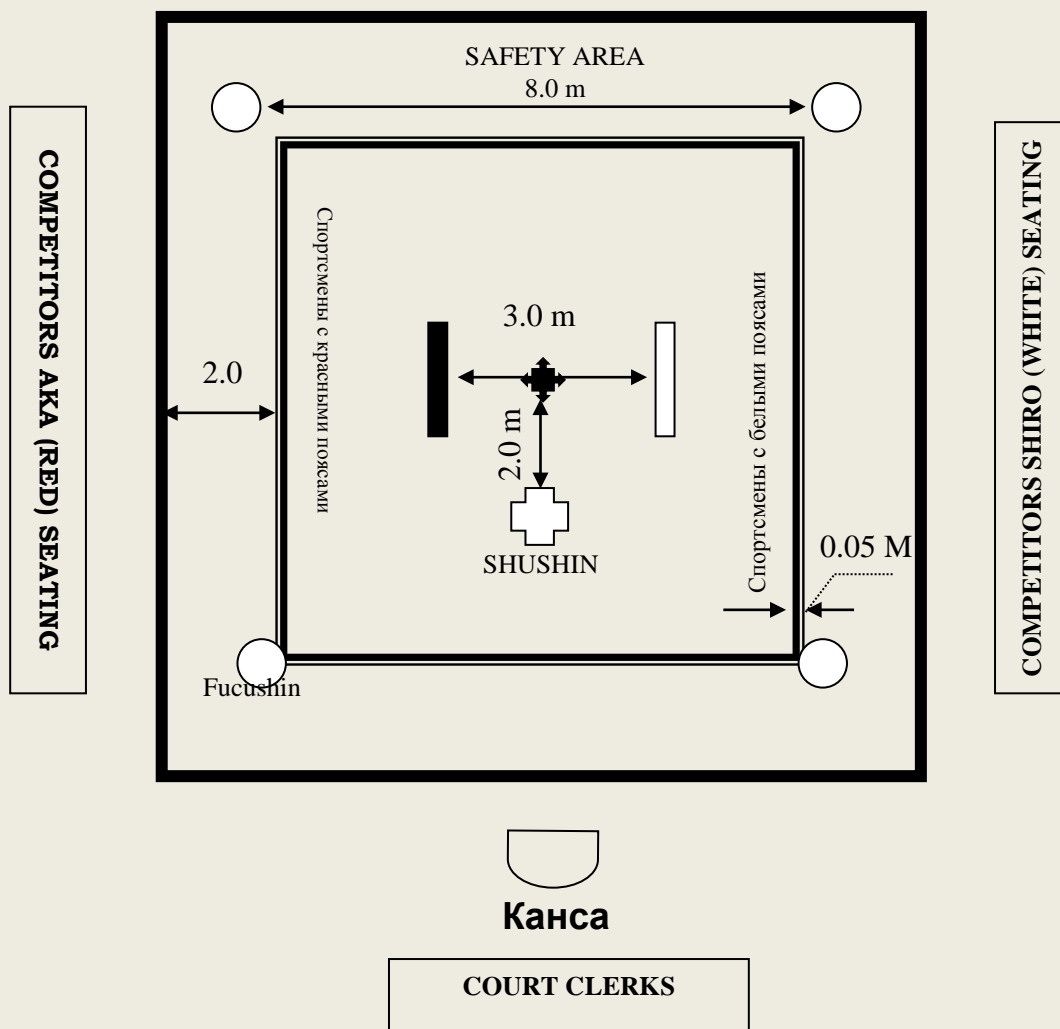 SAFETY AREA
8.0 m
COMPETITORS AKA (RED) SEATING
Спортсмены с красными поясами
3.0 m
2.0
2.0 m
SHUSHIN
Спортсмены с белыми поясами
0.05 M
COMPETITORS SHIRO (WHITE) SEATING
Fucushin
Канса
COURT CLERKS